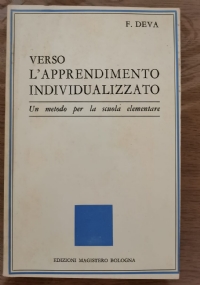 F. DEVA
VERSO
L'APPRENDIMENTO
INDIVIDUALIZZATO
Un metodo per la scuola elementare
EDIZIONI MAGISTERO BOLOGNA